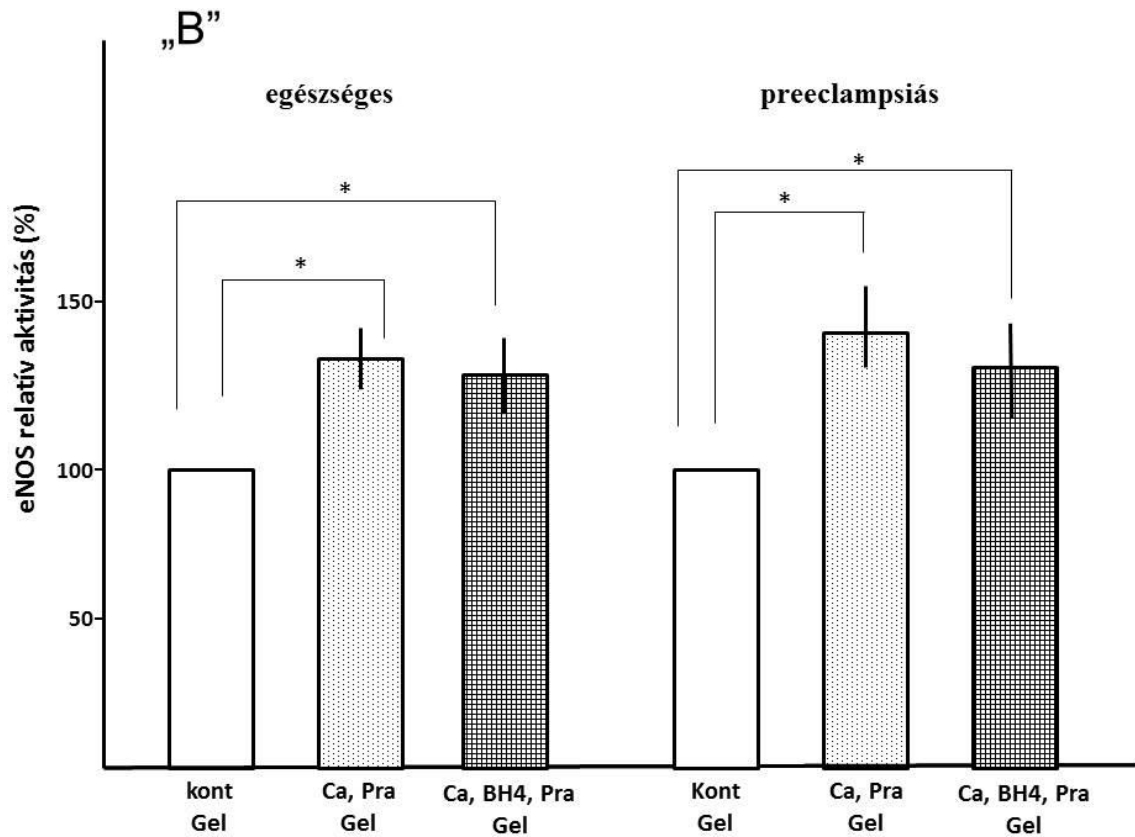 „B”
egészséges
preeclampsiás
*
*
*
*
eNOS relatív aktivitás (%)
150
100
50
kont
Gel
Ca, Pra
Gel
Ca, BH4, Pra
Gel
Kont
Gel
Ca, Pra
Gel
Ca, BH4, Pra
Gel